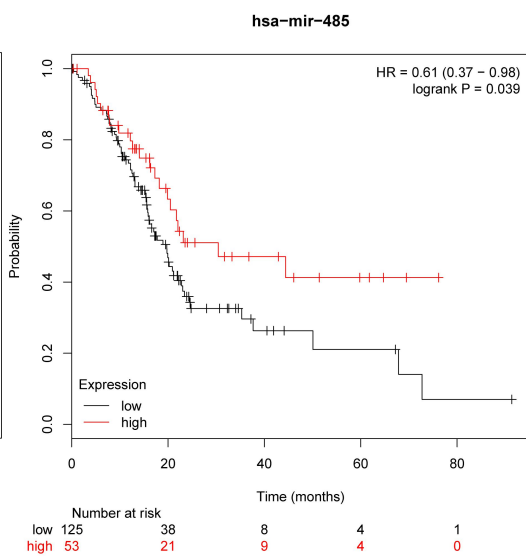 hsa−mir−485
HR = 0.61 (0.37 − 0.98)
logrank P = 0.039
Probability
1.0
0.8
0.6
0.4
0.2
0.0
Expression
low
high
0 20 40 60 80
Time (months)
Number at risk
low 125 38 8 4 1
high 53 21 9 4 0